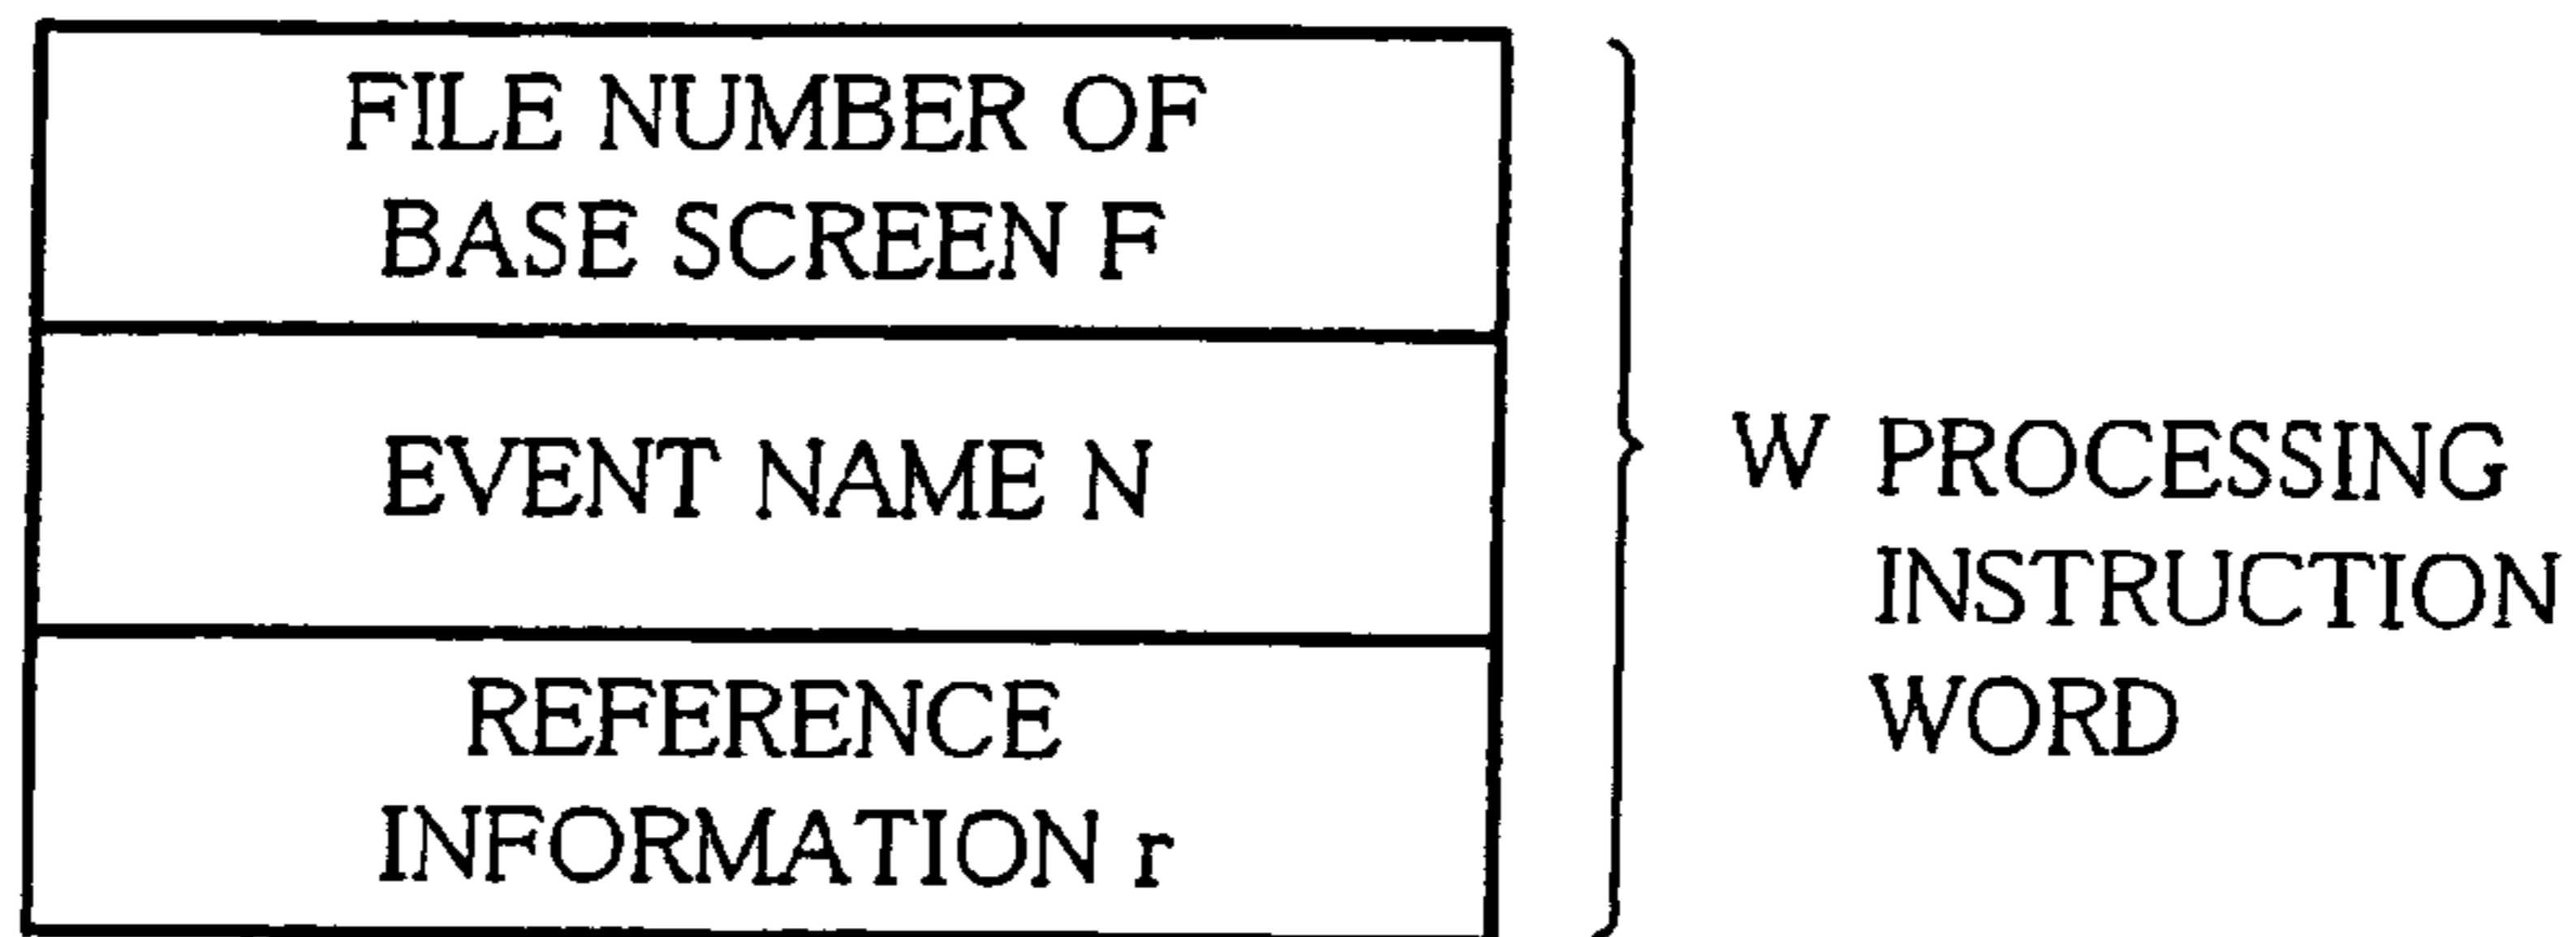 FILE NUMBER OF
BASE SCREEN F
EVENT NAME N
REFERENCE
INFORMATION r
W PROCESSING
INSTRUCTION
WORD